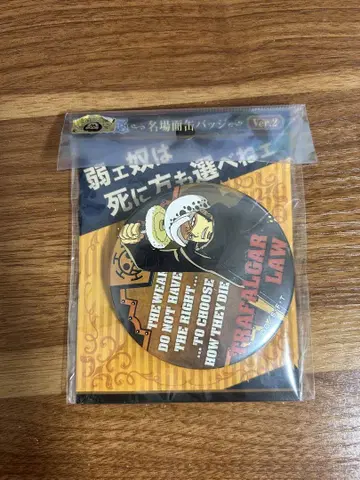 名場面缶バッジ Ver.2
弱ェ奴は
死に方も選べねェ
THE WEAK
DO NOT HAVE
THE RIGHT...
...TO CHOOSE
HOW THEY DIE
TRAFALGAR
LAW